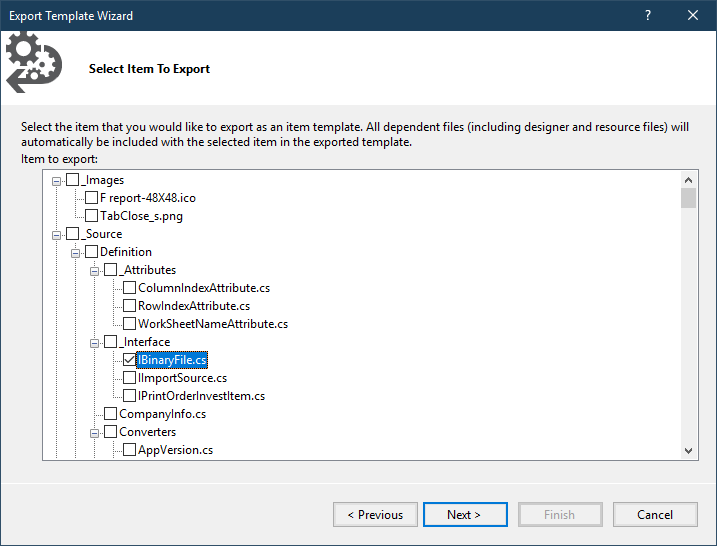 Export Template Wizard
?
Select Item To Export
Select the item that you would like to export as an item template. All dependent files (including designer and resource files) will
automatically be included with the selected item in the exported template.
Item to export:
_Images
F report-48X48.ico
TabClose_s.png
_Source
Definition
_Attributes
ColumnIndexAttribute.cs
RowIndexAttribute.cs
WorkSheetNameAttribute.cs
_Interface
IBinaryFile.cs
IImportSource.cs
IPrintOrderInvestItem.cs
CompanyInfo.cs
Converters
AppVersion.cs
< Previous
Next >
Finish
Cancel